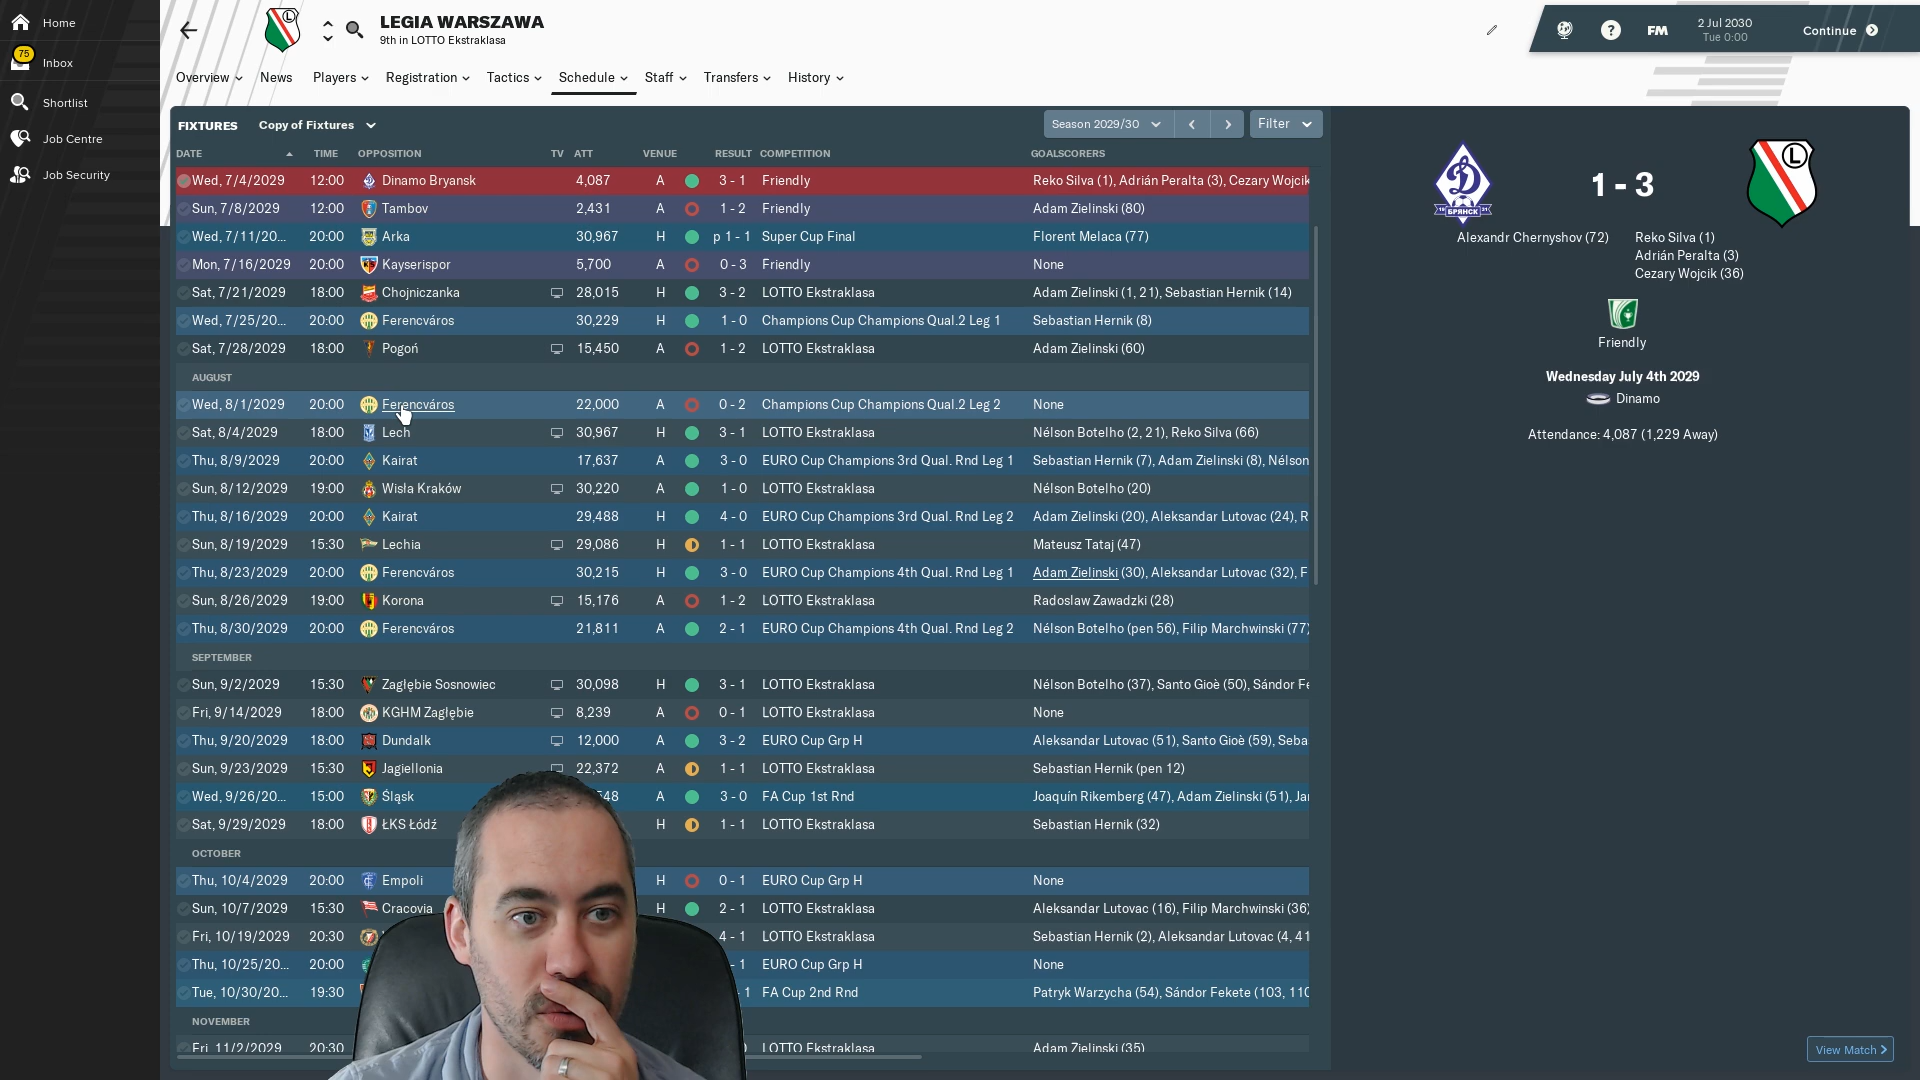 Home
75
Inbox
Shortlist
Job Centre
Job Security
LEGIA WARSZAWA
9th in LOTTO Ekstraklasa
FM
2 Jul 2030
Tue 0:00
Continue
Overview News Players Registration Tactics Schedule Staff Transfers History
FIXTURES Copy of Fixtures Season 2029/30 Filter
DATE TIME OPPOSITION TV ATT VENUE RESULT COMPETITION GOALSCORERS
Wed, 7/4/2029 12:00 Dinamo Bryansk 4,087 A 3 - 1 Friendly Reko Silva (1), Adrián Peralta (3), Cezary Wojcik
Sun, 7/8/2029 12:00 Tambov 2,431 A 1 - 2 Friendly Adam Zielinski (80)
Wed, 7/11/20... 20:00 Arka 30,967 H p 1 - 1 Super Cup Final Florent Melaca (77)
Mon, 7/16/2029 20:00 Kayserispor 5,700 A 0 - 3 Friendly None
Sat, 7/21/2029 18:00 Chojniczanka 28,015 H 3 - 2 LOTTO Ekstraklasa Adam Zielinski (1, 21), Sebastian Hernik (14)
Wed, 7/25/20... 20:00 Ferencváros 30,229 H 1 - 0 Champions Cup Champions Qual.2 Leg 1 Sebastian Hernik (8)
Sat, 7/28/2029 18:00 Pogoń 15,450 A 1 - 2 LOTTO Ekstraklasa Adam Zielinski (60)
AUGUST
Wed, 8/1/2029 20:00 Ferencváros 22,000 A 0 - 2 Champions Cup Champions Qual.2 Leg 2 None
Sat, 8/4/2029 18:00 Lech 30,967 H 3 - 1 LOTTO Ekstraklasa Nélson Botelho (2, 21), Reko Silva (66)
Thu, 8/9/2029 20:00 Kairat 17,637 A 3 - 0 EURO Cup Champions 3rd Qual. Rnd Leg 1 Sebastian Hernik (7), Adam Zielinski (8), Nélson
Sun, 8/12/2029 19:00 Wisla Kraków 30,220 A 1 - 0 LOTTO Ekstraklasa Nélson Botelho (20)
Thu, 8/16/2029 20:00 Kairat 29,488 H 4 - 0 EURO Cup Champions 3rd Qual. Rnd Leg 2 Adam Zielinski (20), Aleksandar Lutovac (24), R
Sun, 8/19/2029 15:30 Lechia 29,086 H 1 - 1 LOTTO Ekstraklasa Mateusz Tataj (47)
Thu, 8/23/2029 20:00 Ferencváros 30,215 H 3 - 0 EURO Cup Champions 4th Qual. Rnd Leg 1 Adam Zielinski (30), Aleksandar Lutovac (32), F
Sun, 8/26/2029 19:00 Korona 15,176 A 1 - 2 LOTTO Ekstraklasa Radoslaw Zawadzki (28)
Thu, 8/30/2029 20:00 Ferencváros 21,811 A 2 - 1 EURO Cup Champions 4th Qual. Rnd Leg 2 Nélson Botelho (pen 56), Filip Marchwinski (77)
SEPTEMBER
Sun, 9/2/2029 15:30 Zagłębie Sosnowiec 30,098 H 3 - 1 LOTTO Ekstraklasa Nélson Botelho (37), Santo Gioè (50), Sándor Fe
Fri, 9/14/2029 18:00 KGHM Zagłębie 8,239 A 0 - 1 LOTTO Ekstraklasa None
Thu, 9/20/2029 18:00 Dundalk 12,000 A 3 - 2 EURO Cup Grp H Aleksandar Lutovac (51), Santo Gioè (59), Seba
Sun, 9/23/2029 15:30 Jagiellonia 22,372 A 1 - 1 LOTTO Ekstraklasa Sebastian Hernik (pen 12)
Wed, 9/26/20... 15:00 Śląsk 548 A 3 - 0 FA Cup 1st Rnd Joaquín Rikemberg (47), Adam Zielinski (51), Jar
Sat, 9/29/2029 18:00 ŁKS Łódź H 1 - 1 LOTTO Ekstraklasa Sebastian Hernik (32)
OCTOBER
Thu, 10/4/2029 20:00 Empoli H 0 - 1 EURO Cup Grp H None
Sun, 10/7/2029 15:30 Cracovia H 2 - 1 LOTTO Ekstraklasa Aleksandar Lutovac (16), Filip Marchwinski (36)
Fri, 10/19/2029 20:30 4 - 1 LOTTO Ekstraklasa Sebastian Hernik (2), Aleksandar Lutovac (4, 41
Thu, 10/25/20... 20:00 - 1 EURO Cup Grp H None
Tue, 10/30/20... 19:30 - 1 FA Cup 2nd Rnd Patryk Warzycha (54), Sándor Fekete (103, 110
NOVEMBER
Fri, 11/2/2029 20:30 LOTTO Ekstraklasa Adam Zielinski (35)
1 - 3
БРЯНСК
L
Alexandr Chernyshov (72) Reko Silva (1)
Adrián Peralta (3)
Cezary Wojcik (36)
Friendly
Wednesday July 4th 2029
Dinamo
Attendance: 4,087 (1,229 Away)
View Match